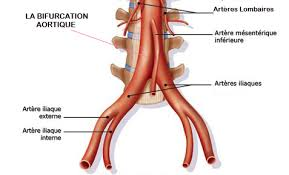 Artères Lombaires
LA BIFURCATION
AORTIQUE
Artère mésentérique
inférieure
Artères iliaques
Artère iliaque
externe
Artère iliaque
interne